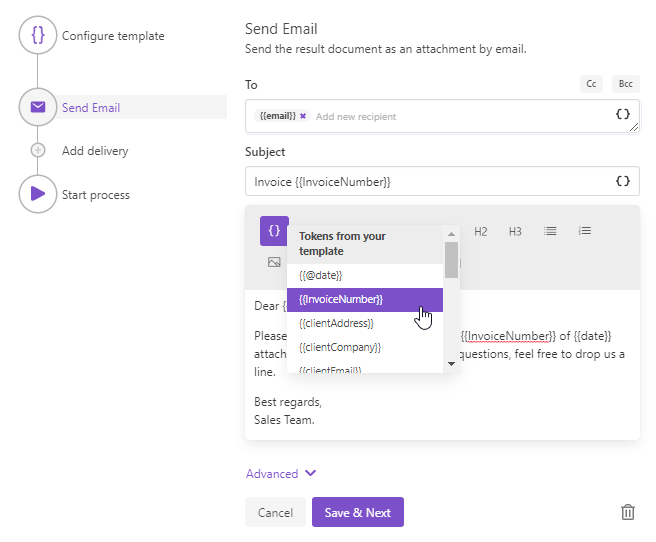 Configure template
Send Email
Add delivery
Start process
Send Email
Send the result document as an attachment by email.
To
Cc
Bcc
{{email}} × Add new recipient
{}
Subject
Invoice {{InvoiceNumber}}
{}
{}
H2
H3
Tokens from your
template
{{@date}}
{{InvoiceNumber}}
{{clientAddress}}
{{clientCompany}}
{{clientEmail}}
Dear {
Please {{InvoiceNumber}} of {{date}}
attach questions, feel free to drop us a
line.
Best regards,
Sales Team.
Advanced
Cancel
Save & Next